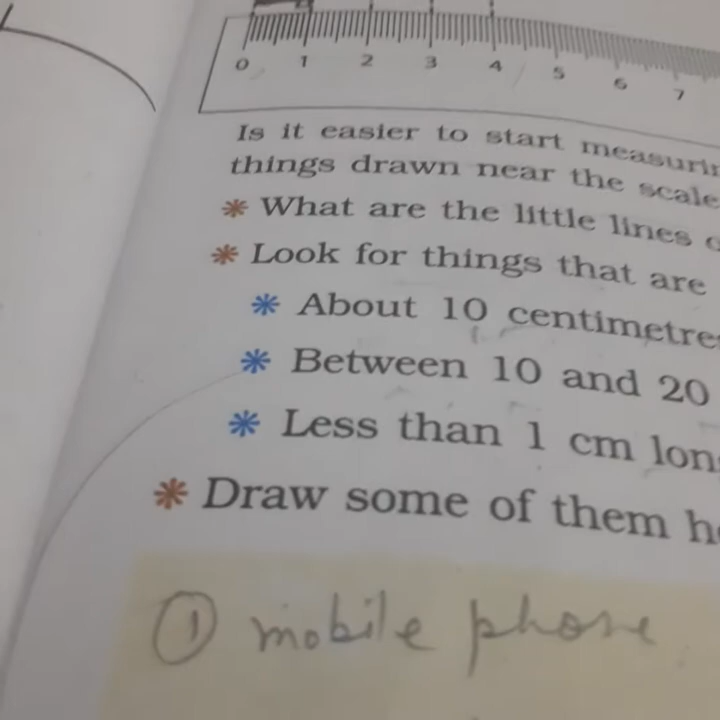 0 1 2 3 4 5 6 7
Is it easier to start
things drawn near the scale
* What are the little lines
* Look for things that are
* About 10 centimetre
* Between 10 and 20
* Less than 1 cm
* Draw some of them
① mobile phone